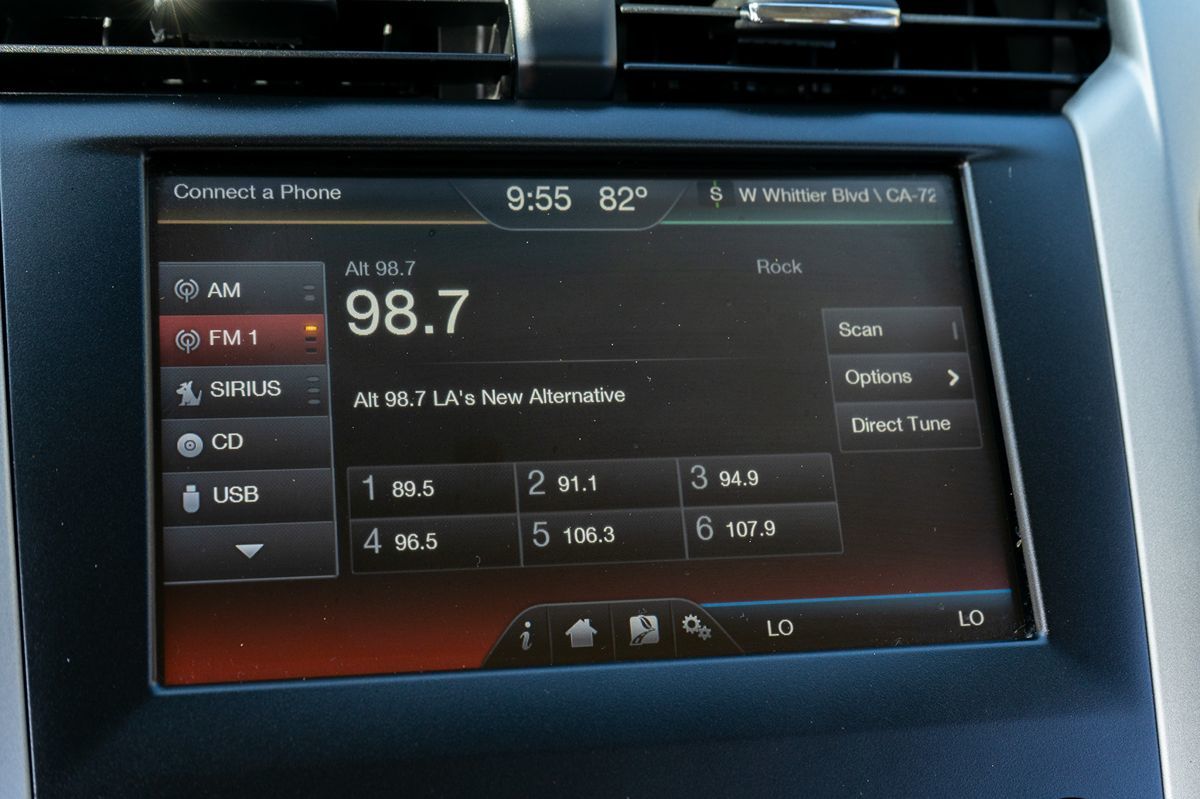 Connect a Phone
9:55 82°
S W Whittier Blvd \ CA-72
AM
FM 1
SIRIUS
CD
USB
Alt 98.7
Rock
98.7
Alt 98.7 LA's New Alternative
Scan
Options
Direct Tune
1 89.5
2 91.1
3 94.9
4 96.5
5 106.3
6 107.9
i
LO
LO